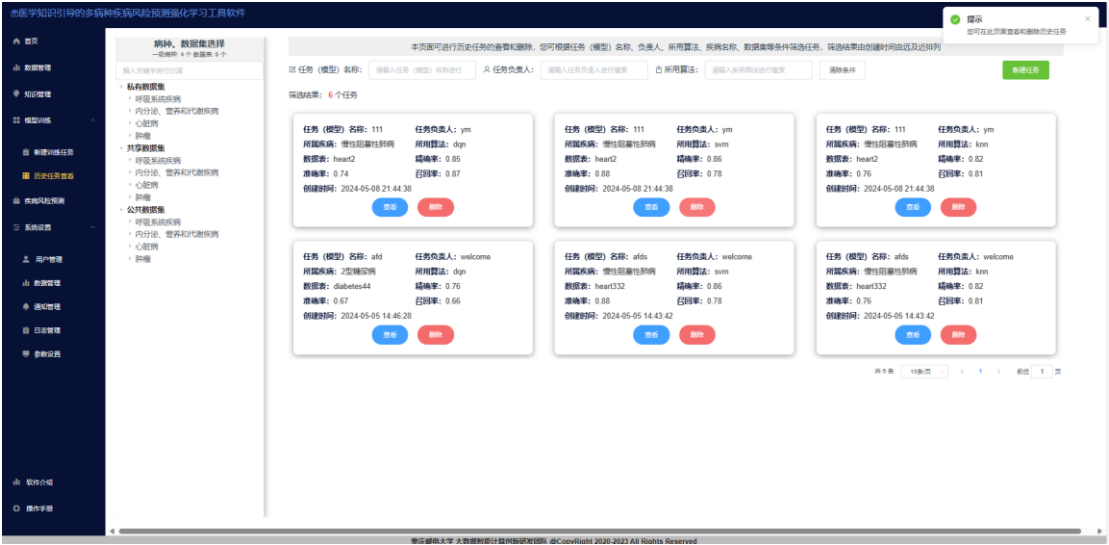 医学知识引导的多病种疾病风险预测强化学习工具软件
首页
数据管理
知识管理
模型训练
新建训练任务
历史任务查看
疾病风险预测
系统设置
用户管理
数据管理
通知管理
日志管理
参数设置
软件介绍
操作手册
病种、数据集选择
一级病种: 4 个 数据表: 9 个
输入关键字进行过滤
私有数据集
呼吸系统疾病
内分泌、营养和代谢疾病
心脏病
肿瘤
共享数据集
呼吸系统疾病
内分泌、营养和代谢疾病
心脏病
肿瘤
公共数据集
呼吸系统疾病
内分泌、营养和代谢疾病
心脏病
肿瘤
提示
您可在此页面查看和删除历史任务
本页面可进行历史任务的查看和删除，您可根据任务（模型）名称、负责人、所用算法、疾病名称、数据集等条件筛选任务，筛选结果由创建时间由远及近排列
任务（模型）名称: 请输入任务（模型）名称进行 任务负责人: 请输入任务负责人进行搜索 所用算法: 请输入所用算法进行搜索 清除条件 新建任务
筛选结果: 6 个任务
任务（模型）名称: 111 任务负责人: ym
所属疾病: 慢性阻塞性肺病 所用算法: dqn
数据表: heart2 精确率: 0.85
准确率: 0.74 召回率: 0.87
创建时间: 2024-05-08 21:44:38
查看 删除
任务（模型）名称: 111 任务负责人: ym
所属疾病: 慢性阻塞性肺病 所用算法: svm
数据表: heart2 精确率: 0.86
准确率: 0.88 召回率: 0.78
创建时间: 2024-05-08 21:44:38
查看 删除
任务（模型）名称: 111 任务负责人: ym
所属疾病: 慢性阻塞性肺病 所用算法: knn
数据表: heart2 精确率: 0.82
准确率: 0.76 召回率: 0.81
创建时间: 2024-05-08 21:44:38
查看 删除
任务（模型）名称: afd 任务负责人: welcome
所属疾病: 2型糖尿病 所用算法: dqn
数据表: diabetes44 精确率: 0.76
准确率: 0.67 召回率: 0.66
创建时间: 2024-05-05 14:46:28
查看 删除
任务（模型）名称: afds 任务负责人: welcome
所属疾病: 慢性阻塞性肺病 所用算法: svm
数据表: heart332 精确率: 0.86
准确率: 0.88 召回率: 0.78
创建时间: 2024-05-05 14:43:42
查看 删除
任务（模型）名称: afds 任务负责人: welcome
所属疾病: 慢性阻塞性肺病 所用算法: knn
数据表: heart332 精确率: 0.82
准确率: 0.76 召回率: 0.81
创建时间: 2024-05-05 14:43:42
查看 删除
共 6 条 15条/页 1 前往 1 页
重庆邮电大学 大数据智能计算创新研发团队 @CopyRight 2020-2023 All Rights Reserved